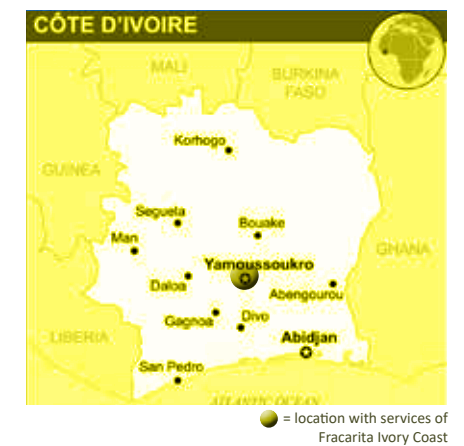 CÔTE D'IVOIRE
MALI
BURKINA
FASO
Korhogo
GUINEA
Seguela
Bouake
Man
GHANA
Yamoussoukro
Daloa
Abengourou
Gagnoa
Divo
LIBERIA
Abidjan
San Pedro
ATLANTIC OCEAN
= location with services of
Fracarita Ivory Coast